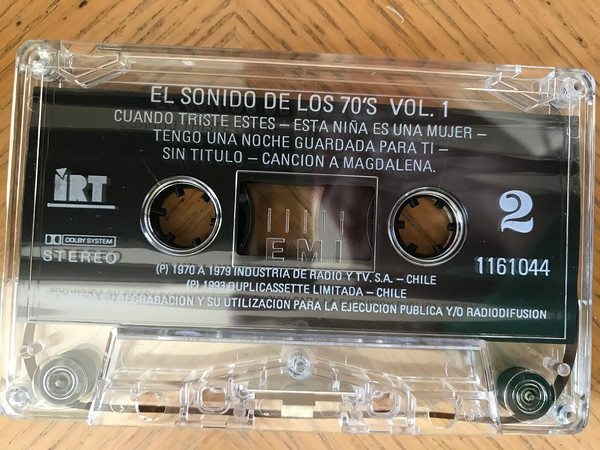 EL SONIDO DE LOS 70'S VOL. 1
CUANDO TRISTE ESTES – ESTA NIÑA ES UNA MUJER –
TENGO UNA NOCHE GUARDADA PARA TI –
SIN TITULO – CANCION A MAGDALENA.
IRT
2
EMI
DOLBY SYSTEM
STEREO
1161044
(P) 1970 A 1979 INDUSTRIA DE RADIO Y TV. S.A. – CHILE
(P) 1993 DUPLICASSETTE LIMITADA – CHILE
SU UTILIZACION PARA LA EJECUCION PUBLICA Y/O RADIODIFUSION